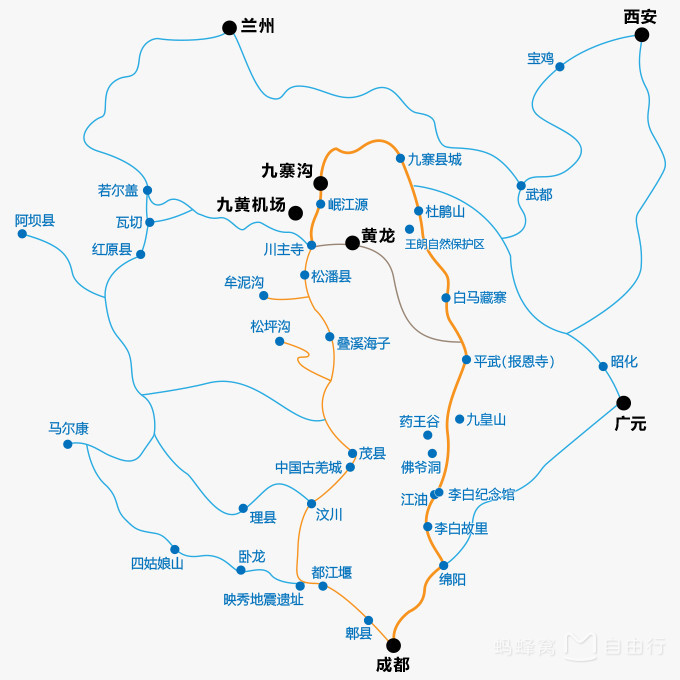 西安
兰州
宝鸡
九寨县城
九寨沟
若尔盖
武都
九黄机场
岷江源
杜鹃山
阿坝县
瓦切
黄龙
王朗自然保护区
红原县
川主寺
牟泥沟
松潘县
白马藏寨
松坪沟
叠溪海子
平武(报恩寺)
昭化
药王谷
九皇山
广元
马尔康
茂县
中国古羌城
佛爷洞
江油
李白纪念馆
理县
汶川
李白故里
四姑娘山
卧龙
都江堰
绵阳
映秀地震遗址
郫县
成都
蚂蜂窝 自由行